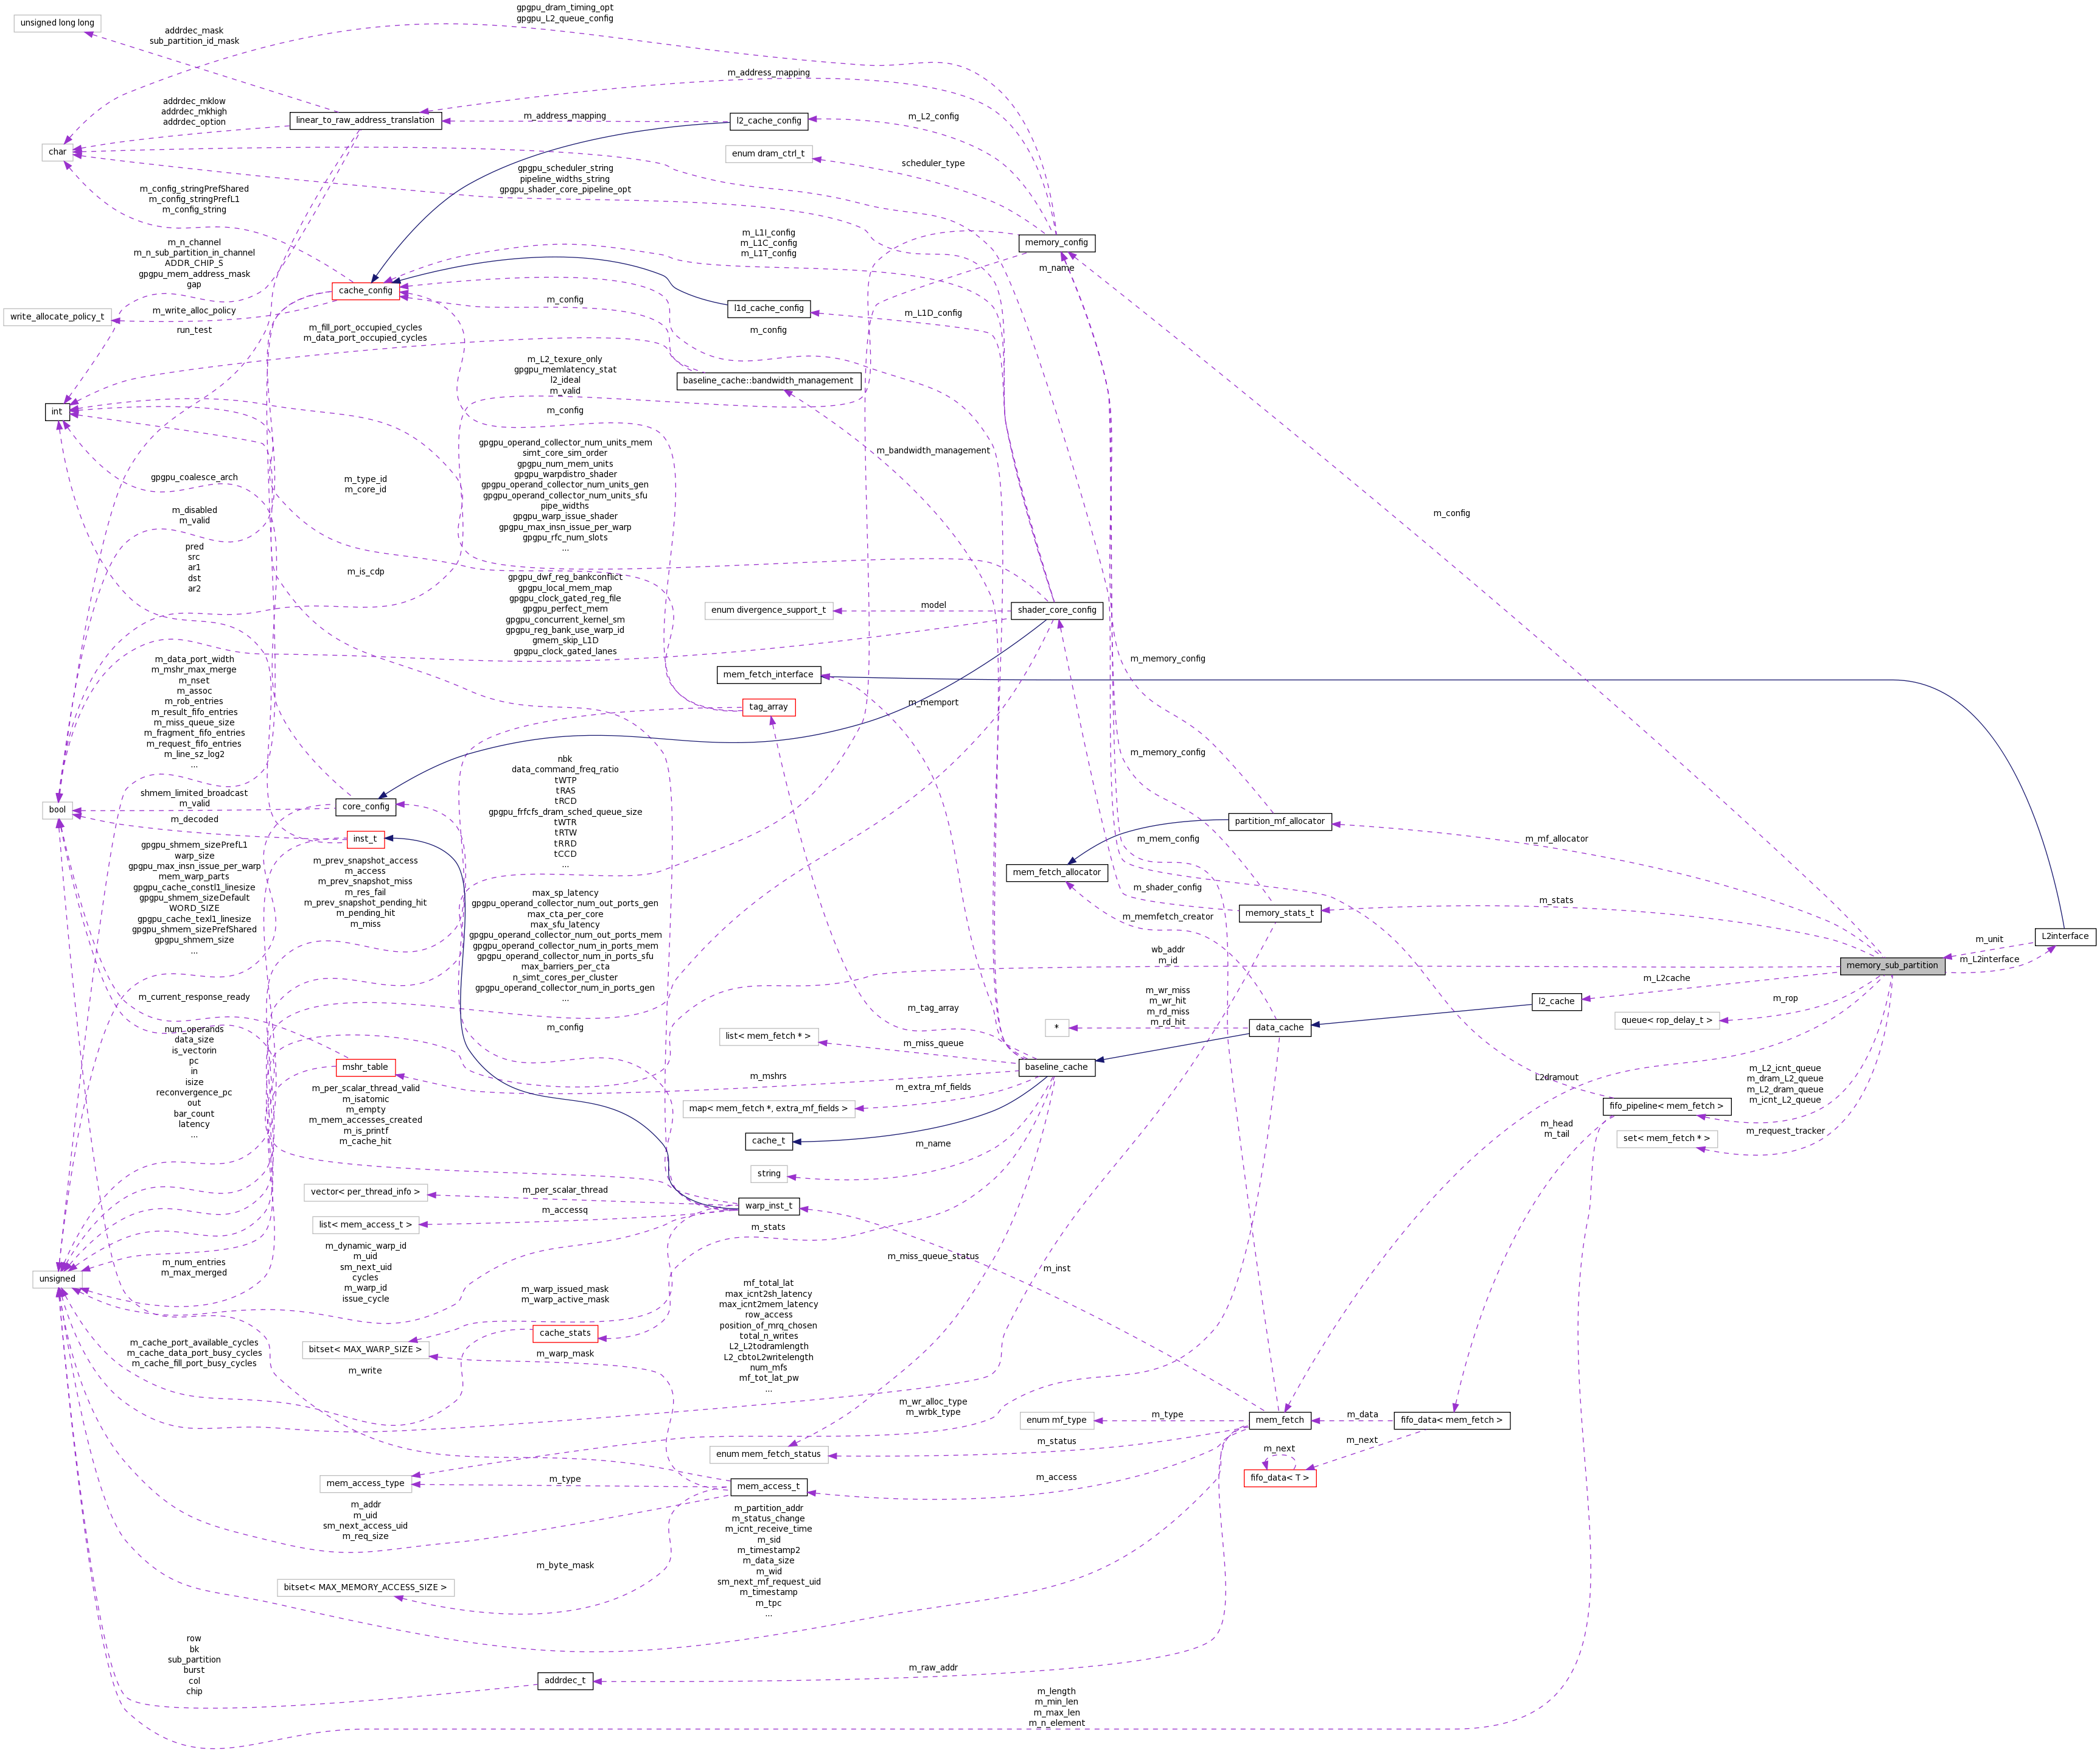 gpgpu_dram_timing_opt
gpgpu_L2_queue_config
unsigned long long
addrdec_mask
sub_partition_id_mask
m_address_mapping
addrdec_mklow
addrdec_mkhigh
addrdec_option
linear_to_raw_address_translation
m_address_mapping
l2_cache_config
m_L2_config
char
enum dram_ctrl_t
scheduler_type
gpgpu_scheduler_string
pipeline_widths_string
gpgpu_shader_core_pipeline_opt
m_config_stringPrefShared
m_config_stringPrefL1
m_config_string
m_n_channel
m_n_sub_partition_in_channel
ADDR_CHIP_S
gpgpu_mem_address_mask
gap
m_L1I_config
m_L1C_config
m_L1T_config
memory_config
m_name
cache_config
m_config
l1d_cache_config
m_L1D_config
write_allocate_policy_t
m_write_alloc_policy
run_test
m_fill_port_occupied_cycles
m_data_port_occupied_cycles
m_config
m_L2_texure_only
gpgpu_memlatency_stat
l2_ideal
m_valid
baseline_cache::bandwidth_management
int
m_config
m_bandwidth_management
gpgpu_operand_collector_num_units_mem
simt_core_sim_order
gpgpu_num_mem_units
gpgpu_warpdistro_shader
gpgpu_operand_collector_num_units_gen
gpgpu_operand_collector_num_units_sfu
pipe_widths
gpgpu_warp_issue_shader
gpgpu_max_insn_issue_per_warp
gpgpu_rfc_num_slots
...
gpgpu_coalesce_arch
m_type_id
m_core_id
m_disabled
m_valid
m_config
pred
src
ar1
dst
ar2
m_is_cdp
gpgpu_dwf_reg_bankconflict
gpgpu_local_mem_map
gpgpu_clock_gated_reg_file
gpgpu_perfect_mem
gpgpu_concurrent_kernel_sm
gpgpu_reg_bank_use_warp_id
gmem_skip_L1D
gpgpu_clock_gated_lanes
enum divergence_support_t
model
shader_core_config
m_memory_config
mem_fetch_interface
m_memport
tag_array
m_data_port_width
m_mshr_max_merge
m_nset
m_assoc
m_rob_entries
m_result_fifo_entries
m_miss_queue_size
m_fragment_fifo_entries
m_request_fifo_entries
m_line_sz_log2
...
m_memory_config
nbk
data_command_freq_ratio
tWTP
tRAS
tRCD
gpgpu_frfcfs_dram_sched_queue_size
tWTR
tRTW
tRRD
tCCD
...
shmem_limited_broadcast
m_valid
core_config
bool
m_decoded
inst_t
partition_mf_allocator
m_mem_config
m_mf_allocator
mem_fetch_allocator
gpgpu_shmem_sizePrefL1
warp_size
gpgpu_max_insn_issue_per_warp
mem_warp_parts
gpgpu_cache_constl1_linesize
gpgpu_shmem_sizeDefault
WORD_SIZE
gpgpu_cache_texl1_linesize
gpgpu_shmem_sizePrefShared
gpgpu_shmem_size
...
m_prev_snapshot_access
m_access
m_prev_snapshot_miss
m_res_fail
m_prev_snapshot_pending_hit
m_pending_hit
m_miss
m_shader_config
m_memfetch_creator
memory_stats_t
m_stats
max_sp_latency
gpgpu_operand_collector_num_out_ports_gen
max_cta_per_core
max_sfu_latency
gpgpu_operand_collector_num_out_ports_mem
gpgpu_operand_collector_num_in_ports_mem
gpgpu_operand_collector_num_in_ports_sfu
max_barriers_per_cta
n_simt_cores_per_cluster
gpgpu_operand_collector_num_in_ports_gen
...
L2interface
m_unit
m_L2interface
memory_sub_partition
wb_addr
m_id
m_L2cache
l2_cache
m_rop
queue< rop_delay_t >
m_current_response_ready
m_tag_array
m_wr_miss
m_wr_hit
m_rd_miss
m_rd_hit
*
data_cache
m_config
list< mem_fetch * >
m_miss_queue
num_operands
data_size
is_vectorin
pc
in
isize
reconvergence_pc
out
bar_count
latency
...
mshr_table
m_mshrs
baseline_cache
m_extra_mf_fields
map< mem_fetch *, extra_mf_fields >
L2dramout
m_L2_icnt_queue
m_dram_L2_queue
m_L2_dram_queue
m_icnt_L2_queue
fifo_pipeline< mem_fetch >
m_per_scalar_thread_valid
m_isatomic
m_empty
m_mem_accesses_created
m_is_printf
m_cache_hit
m_head
m_tail
set< mem_fetch * >
m_request_tracker
cache_t
m_name
string
vector< per_thread_info >
m_per_scalar_thread
warp_inst_t
list< mem_access_t >
m_accessq
m_stats
m_dynamic_warp_id
m_uid
sm_next_uid
cycles
m_warp_id
issue_cycle
m_miss_queue_status
m_inst
unsigned
m_num_entries
m_max_merged
m_warp_issued_mask
m_warp_active_mask
mf_total_lat
max_icnt2sh_latency
max_icnt2mem_latency
row_access
position_of_mrq_chosen
total_n_writes
L2_L2todramlength
L2_cbtoL2writelength
num_mfs
mf_tot_lat_pw
...
cache_stats
bitset< MAX_WARP_SIZE >
m_cache_port_available_cycles
m_cache_data_port_busy_cycles
m_cache_fill_port_busy_cycles
m_write
m_warp_mask
m_wr_alloc_type
m_wrbk_type
enum mf_type
m_type
mem_fetch
m_data
fifo_data< mem_fetch >
enum mem_fetch_status
m_status
m_next
m_next
fifo_data< T >
mem_access_type
m_type
mem_access_t
m_access
m_addr
m_uid
sm_next_access_uid
m_req_size
m_partition_addr
m_status_change
m_icnt_receive_time
m_sid
m_timestamp2
m_data_size
m_wid
sm_next_mf_request_uid
m_timestamp
m_tpc
...
m_byte_mask
bitset< MAX_MEMORY_ACCESS_SIZE >
row
bk
sub_partition
burst
col
chip
addrdec_t
m_raw_addr
m_length
m_min_len
m_max_len
m_n_element